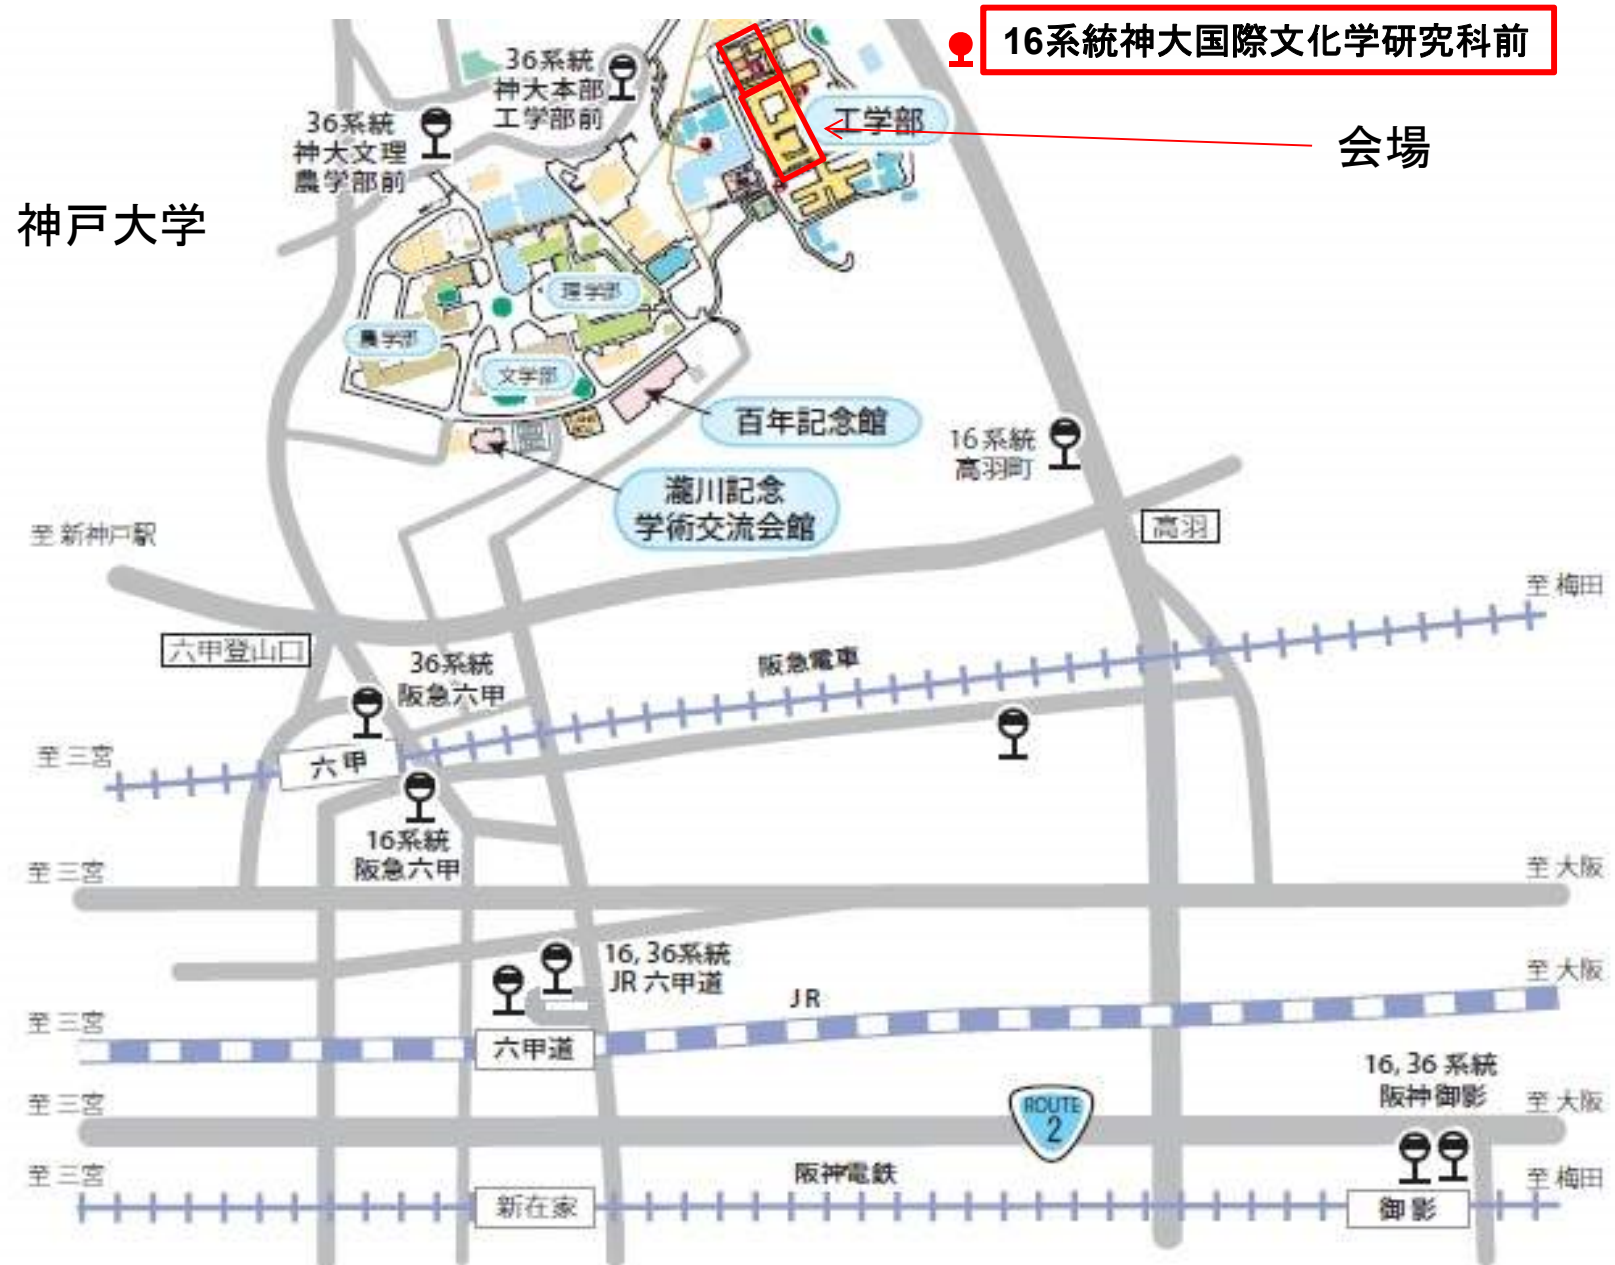 16系統神大国際文化学研究科前
36系統
神大本部
工学部前
工学部
会場
36系統
神大文理
農学部前
神戸大学
理学部
農学部
文学部
百年記念館
16系統
高羽町
瀧川記念
学術交流会館
至 新神戸駅
高羽
至 梅田
六甲登山口
36系統
阪急六甲
阪急電車
至 三宮
六甲
16系統
阪急六甲
至 三宮
至 大阪
16, 36系統
JR 六甲道
JR
至 大阪
至 三宮
六甲道
16, 36 系統
阪神御影
至 三宮
ROUTE
2
至 大阪
至 三宮
阪神電鉄
至 梅田
新在家
御影